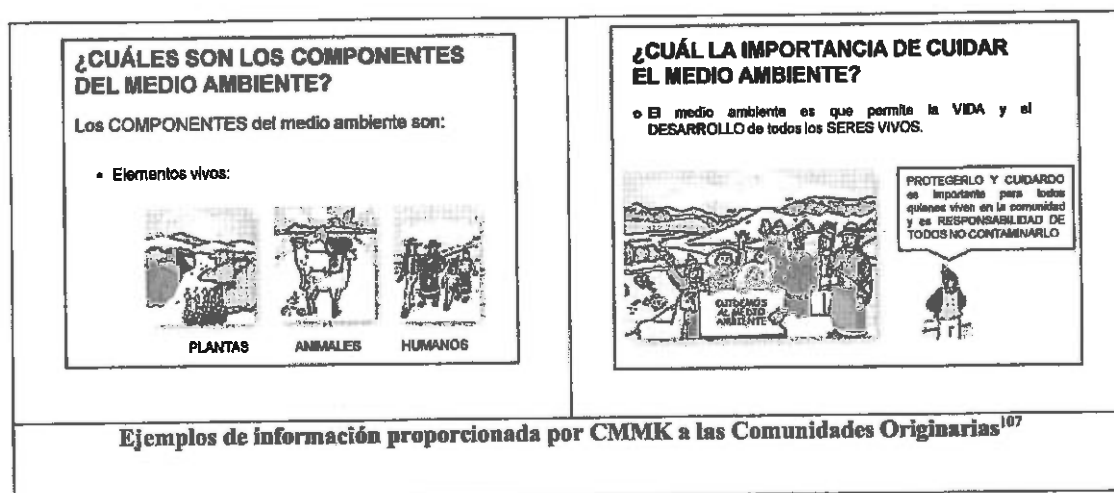 ¿CUÁLES SON LOS COMPONENTES
DEL MEDIO AMBIENTE?
Los COMPONENTES del medio ambiente son:
• Elementos vivos:
PLANTAS ANIMALES HUMANOS
¿CUÁL LA IMPORTANCIA DE CUIDAR
EL MEDIO AMBIENTE?
El medio ambiente es que permite la VIDA y el
DESARROLLO de todos los SERES VIVOS.
PROTEGERLO Y CUIDARDO
es importante para todos
quienes viven en la comunidad
y es RESPONSABILIDAD DE
TODOS NO CONTAMINARLO
CUIDEMOS
AL MEDIO
AMBIENTE
Ejemplos de información proporcionada por CMMK a las Comunidades Originarias¹⁰⁷